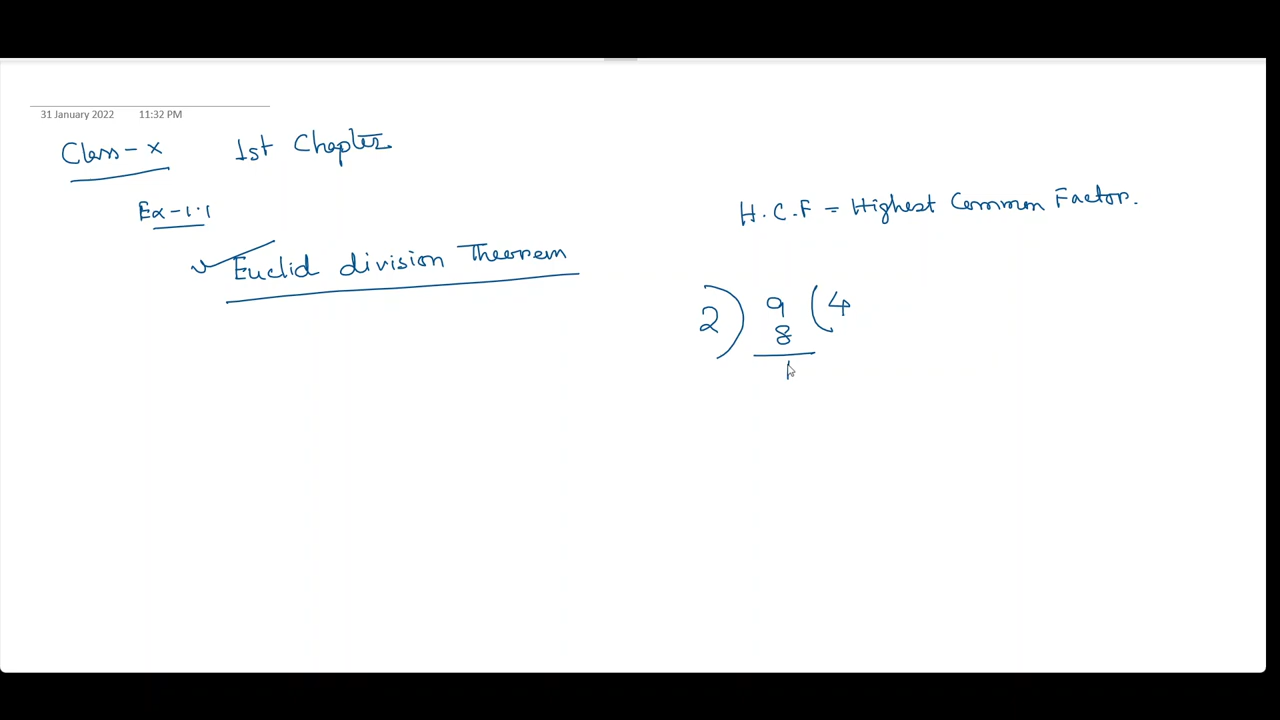 31 January 2022 11:32 PM
Class - X 1st Chapter
Ex - 1.1
Euclid division Theorem
H.C.F = Highest Common Factor.
2) 9 (4
8
1